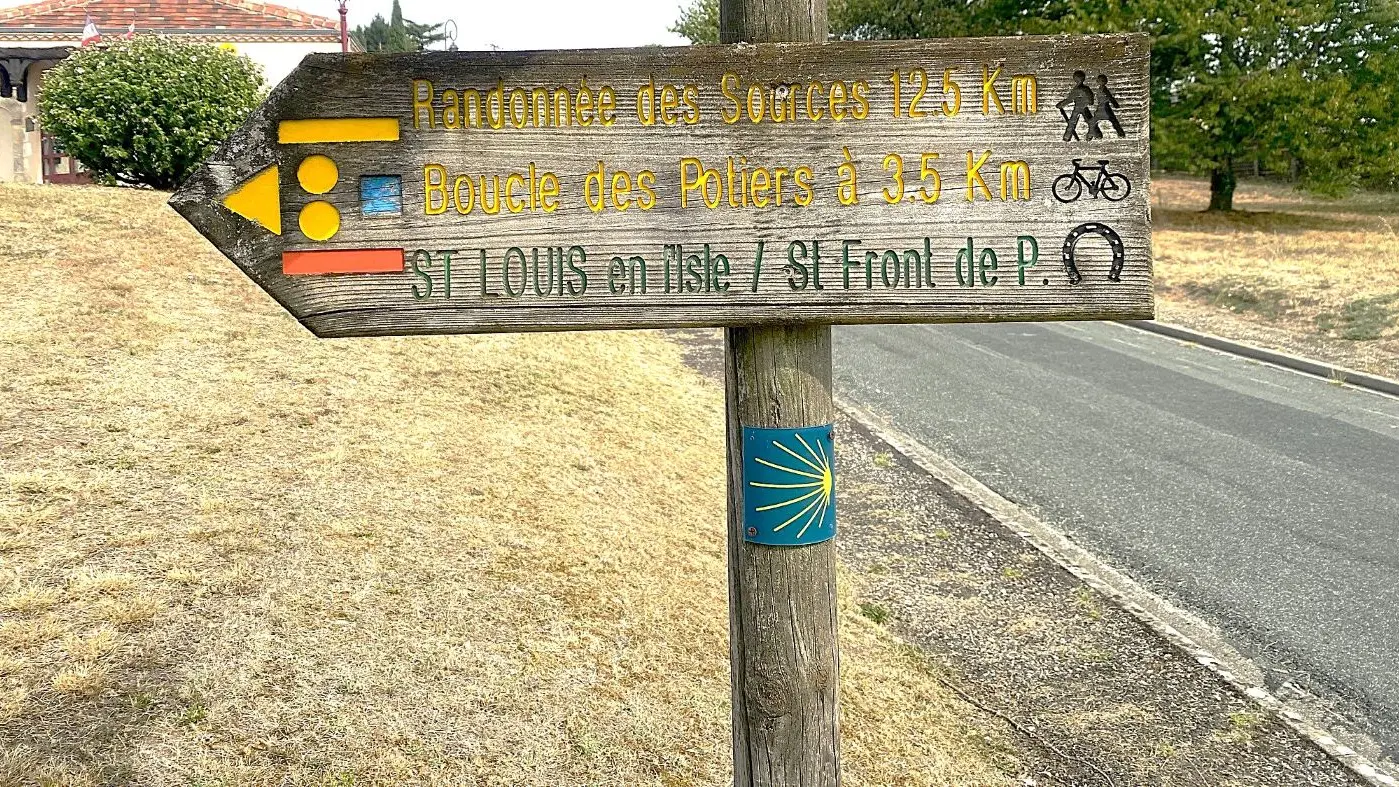 Randonnée des Sources 12.5 Km
Boucle des Potiers à 3.5 Km
ST LOUIS en l'Isle / St Front de P.